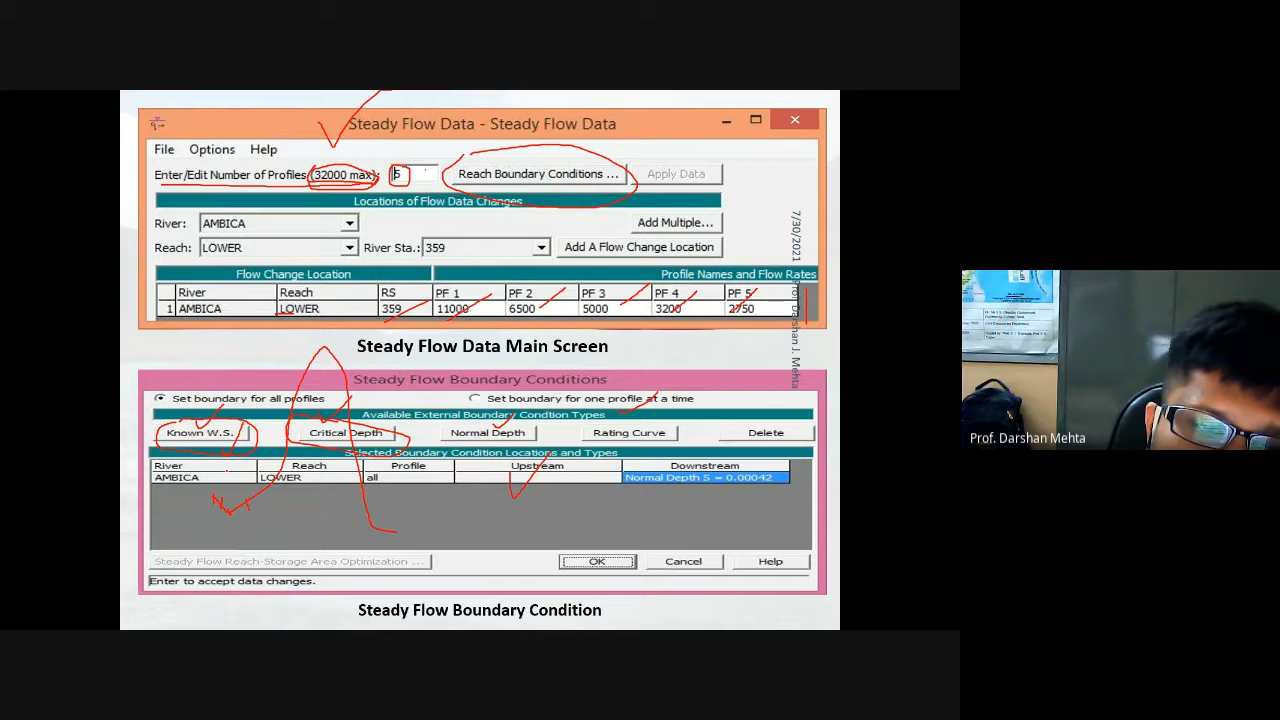 Steady Flow Data - Steady Flow Data
File Options Help
Enter/Edit Number of Profiles (32000 max): 5 Reach Boundary Conditions ... Apply Data
Locations of Flow Data Changes
River: AMBICA Add Multiple...
Reach: LOWER River Sta.: 359 Add A Flow Change Location
Flow Change Location Profile Names and Flow Rates
River Reach RS PF 1 PF 2 PF 3 PF 4 PF 5
1 AMBICA LOWER 359 11000 6500 5000 3200 2750
Steady Flow Data Main Screen
7/30/2021
Prof. Darshan J. Mehta
Steady Flow Boundary Conditions
Set boundary for all profiles Set boundary for one profile at a time
Available External Boundary Condtion Types
Known W.S. Critical Depth Normal Depth Rating Curve Delete
Selected Boundary Condition Locations and Types
River Reach Profile Upstream Downstream
AMBICA LOWER all Normal Depth S = 0.00042
Steady Flow Reach-Storage Area Optimization ... OK Cancel Help
Enter to accept data changes.
Steady Flow Boundary Condition
Prof. Darshan Mehta